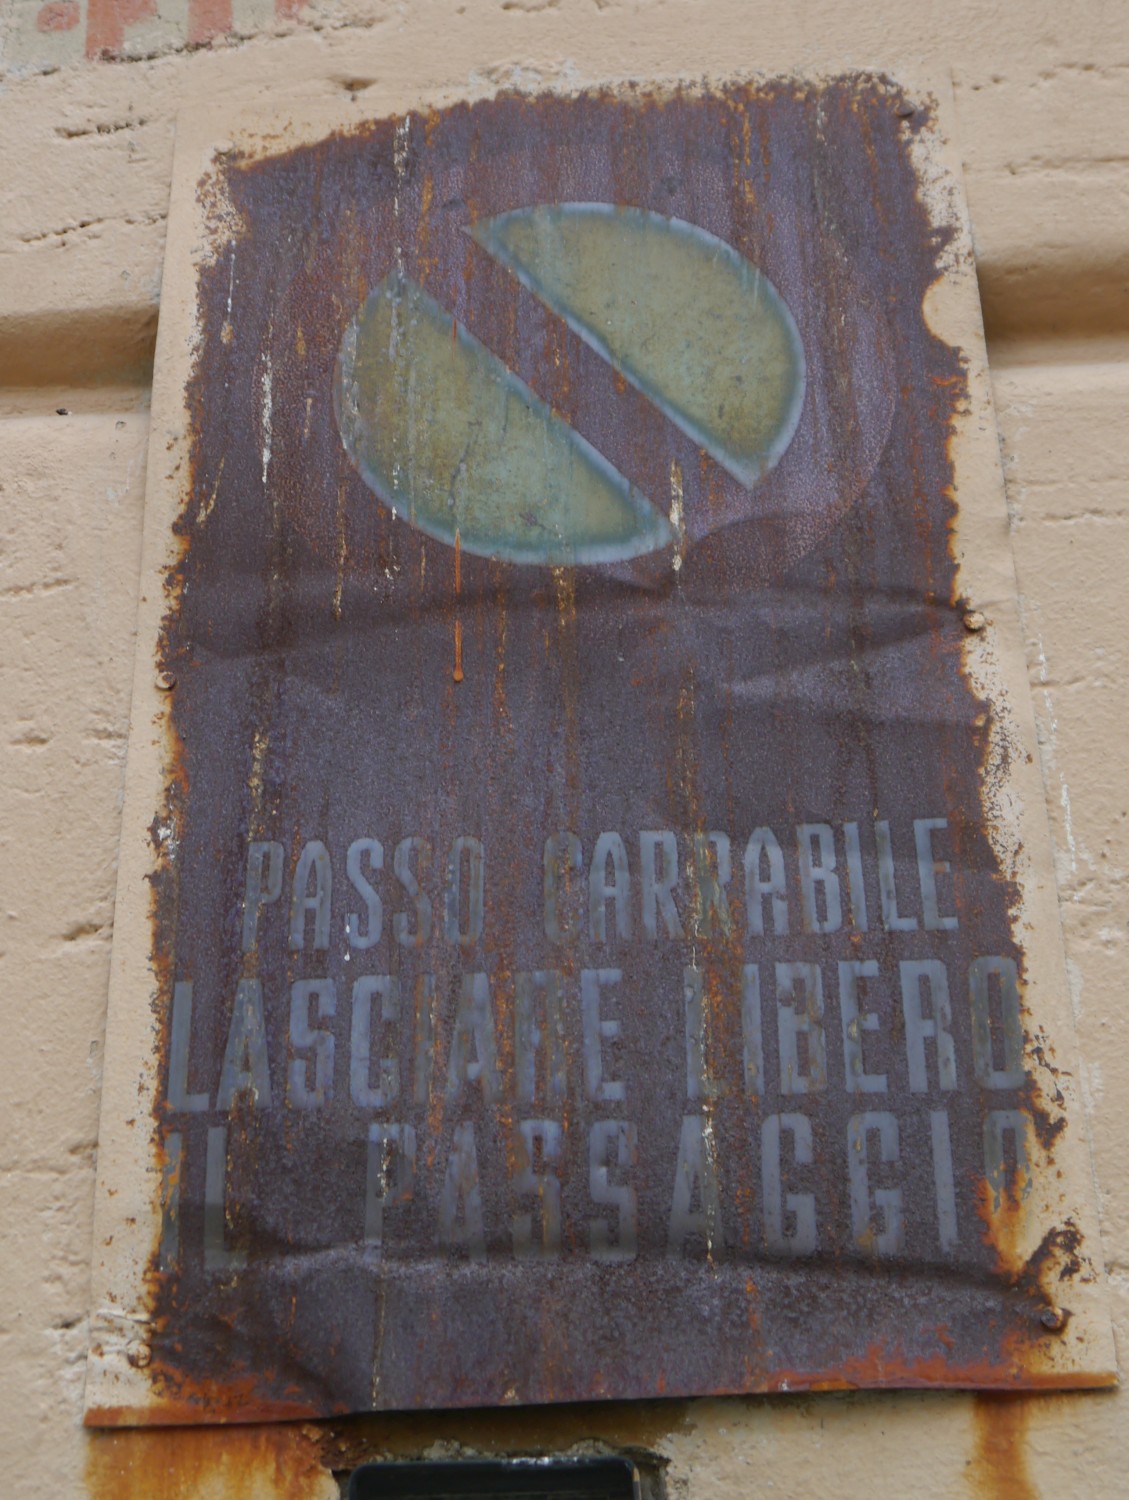 PASSO CARRABILE
LASCIARE LIBERO
IL PASSAGGIO